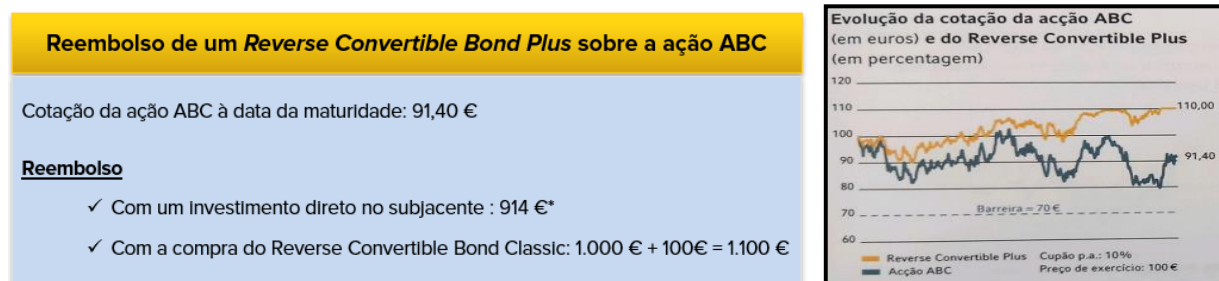 Reembolso de um Reverse Convertible Bond Plus sobre a ação ABC
Cotação da ação ABC à data da maturidade: 91,40 €
Reembolso
✓ Com um investimento direto no subjacente : 914 €*
✓ Com a compra do Reverse Convertible Bond Classic: 1.000 € + 100€ = 1.100 €
Evolução da cotação da acção ABC
(em euros) e do Reverse Convertible Plus
(em percentagem)
120
110
110,00
100
90
91,40
80
70
Barreira = 70 €
60
Reverse Convertible Plus Cupão p.a.: 10%
Acção ABC Preço de exercício: 100 €